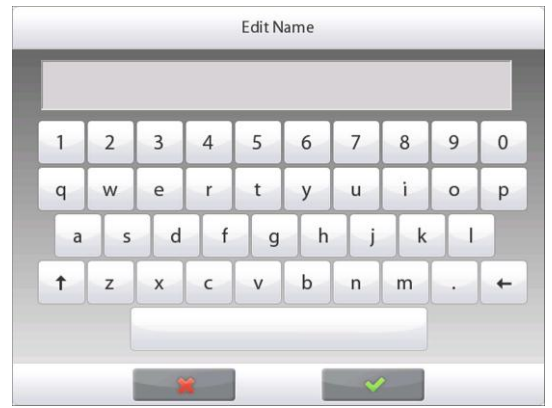 Edit Name
1 2 3 4 5 6 7 8 9 0
q w e r t y u i o p
a s d f g h j k l
↑ z x c v b n m . ←